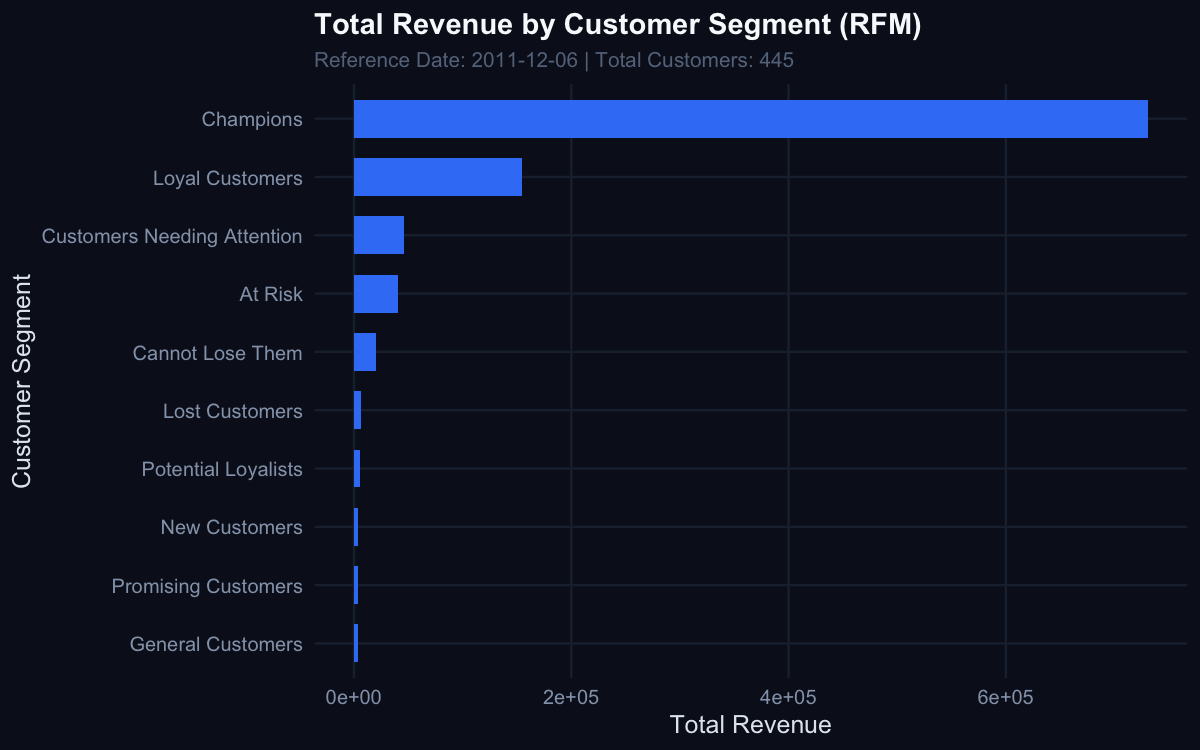 Total Revenue by Customer Segment (RFM)
Reference Date: 2011-12-06 | Total Customers: 445
Customer Segment
Champions
Loyal Customers
Customers Needing Attention
At Risk
Cannot Lose Them
Lost Customers
Potential Loyalists
New Customers
Promising Customers
General Customers
0e+00 2e+05 4e+05 6e+05
Total Revenue